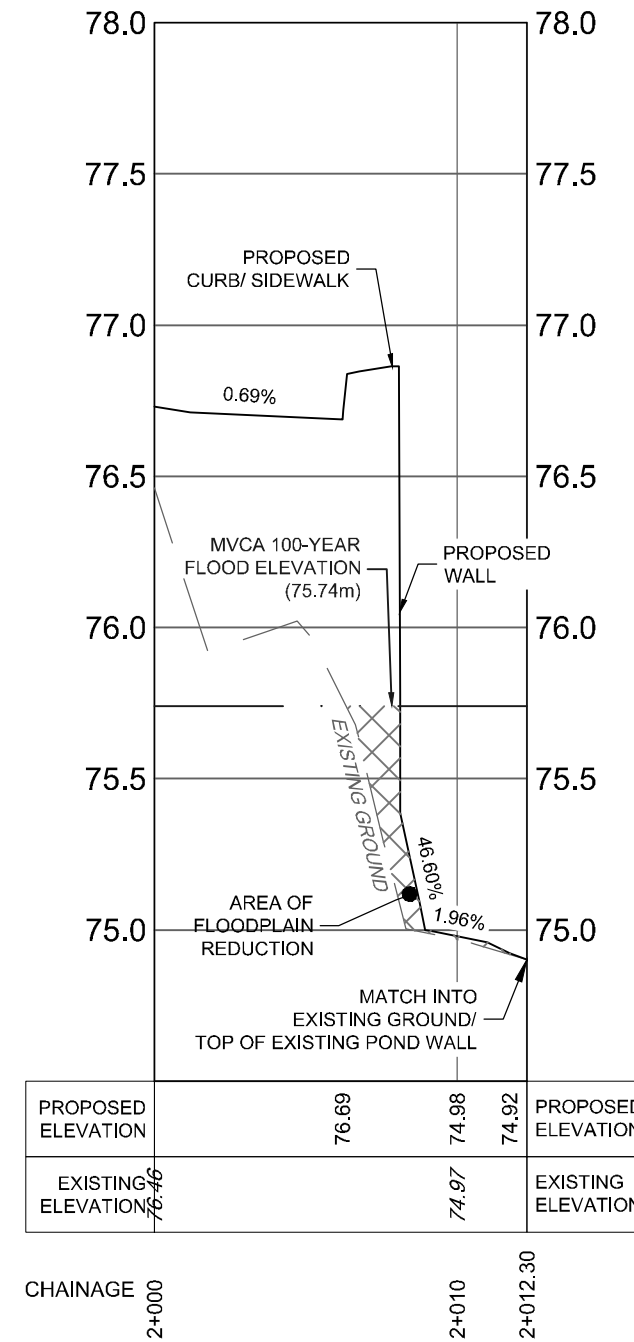 78.0 78.0
77.5 77.5
PROPOSED
CURB/ SIDEWALK
77.0 77.0
0.69%
76.5 76.5
MVCA 100-YEAR
FLOOD ELEVATION
(75.74m)
PROPOSED
WALL
76.0 76.0
EXISTING GROUND
75.5 75.5
46.60%
AREA OF
FLOODPLAIN
REDUCTION
1.96%
75.0 75.0
MATCH INTO
EXISTING GROUND/
TOP OF EXISTING POND WALL
PROPOSED
ELEVATION
76.69
74.98
74.92
PROPOSED
ELEVATION
EXISTING
ELEVATION
76.46
74.97
EXISTING
ELEVATION
CHAINAGE
2+000
2+010
2+012.30